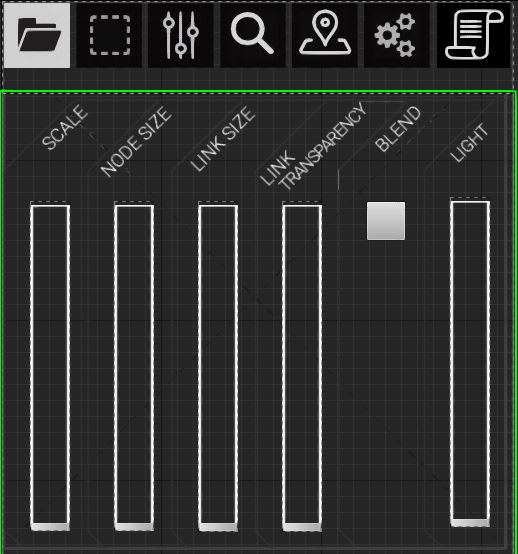 SCALE
NODE SIZE
LINK SIZE
LINK
TRANSPARENCY
BLEND
LIGHT